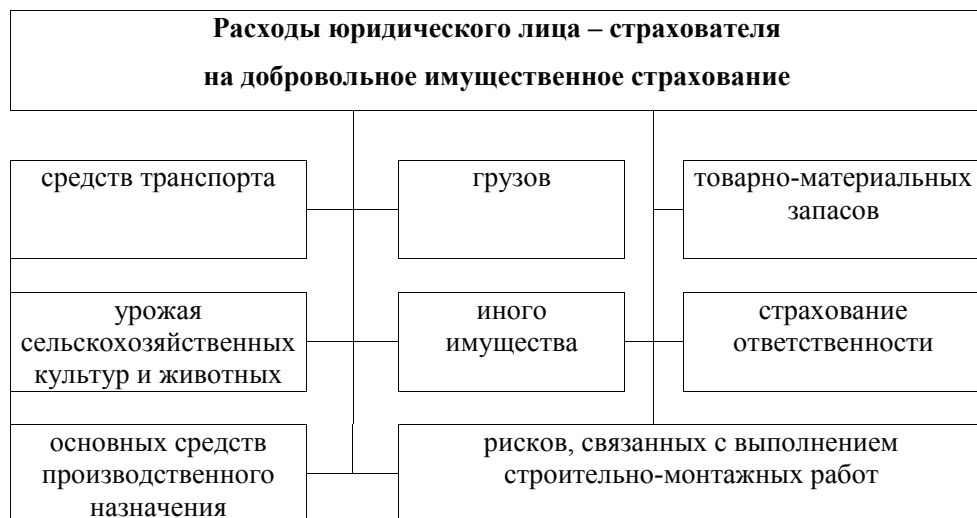 Расходы юридического лица – страхователя
на добровольное имущественное страхование
средств транспорта
грузов
товарно-материальных
запасов
урожая
сельскохозяйственных
культур и животных
иного
имущества
страхование
ответственности
основных средств
производственного
назначения
рисков, связанных с выполнением
строительно-монтажных работ